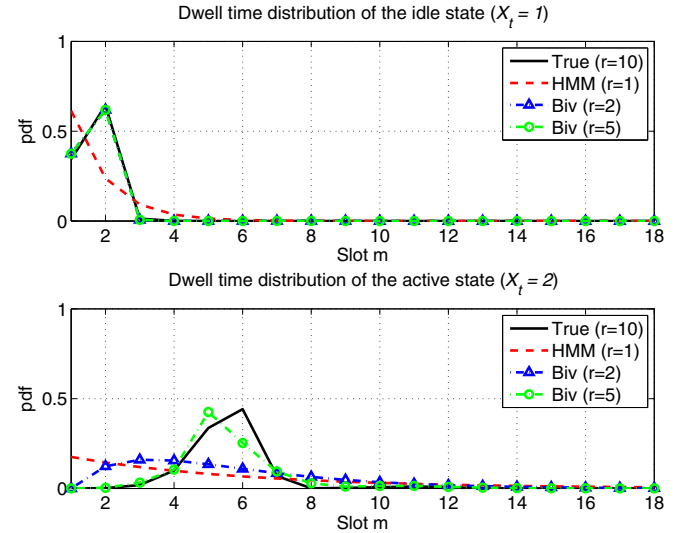 Dwell time distribution of the idle state (X_t = 1)
1
0.5
0
pdf
True (r=10)
HMM (r=1)
Biv (r=2)
Biv (r=5)
2 4 6 8 10 12 14 16 18
Slot m
Dwell time distribution of the active state (X_t = 2)
1
0.5
0
pdf
True (r=10)
HMM (r=1)
Biv (r=2)
Biv (r=5)
2 4 6 8 10 12 14 16 18
Slot m